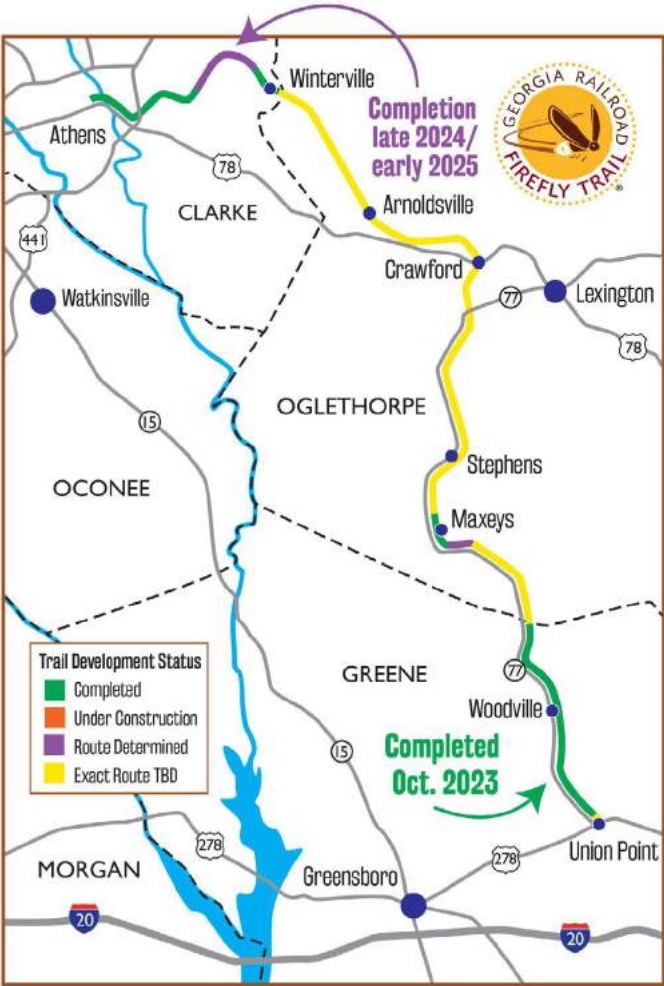 GEORGIA RAILROAD
FIREFLY TRAIL®
Winterville
Completion
late 2024/
early 2025
Athens
78
CLARKE
Arnoldsville
441
Crawford
Watkinsville
77
Lexington
78
OGLETHORPE
15
Stephens
OCONEE
Maxeys
Trail Development Status
Completed
Under Construction
Route Determined
Exact Route TBD
GREENE
77
Woodville
15
Completed
Oct. 2023
278
Union Point
278
MORGAN
Greensboro
20
20